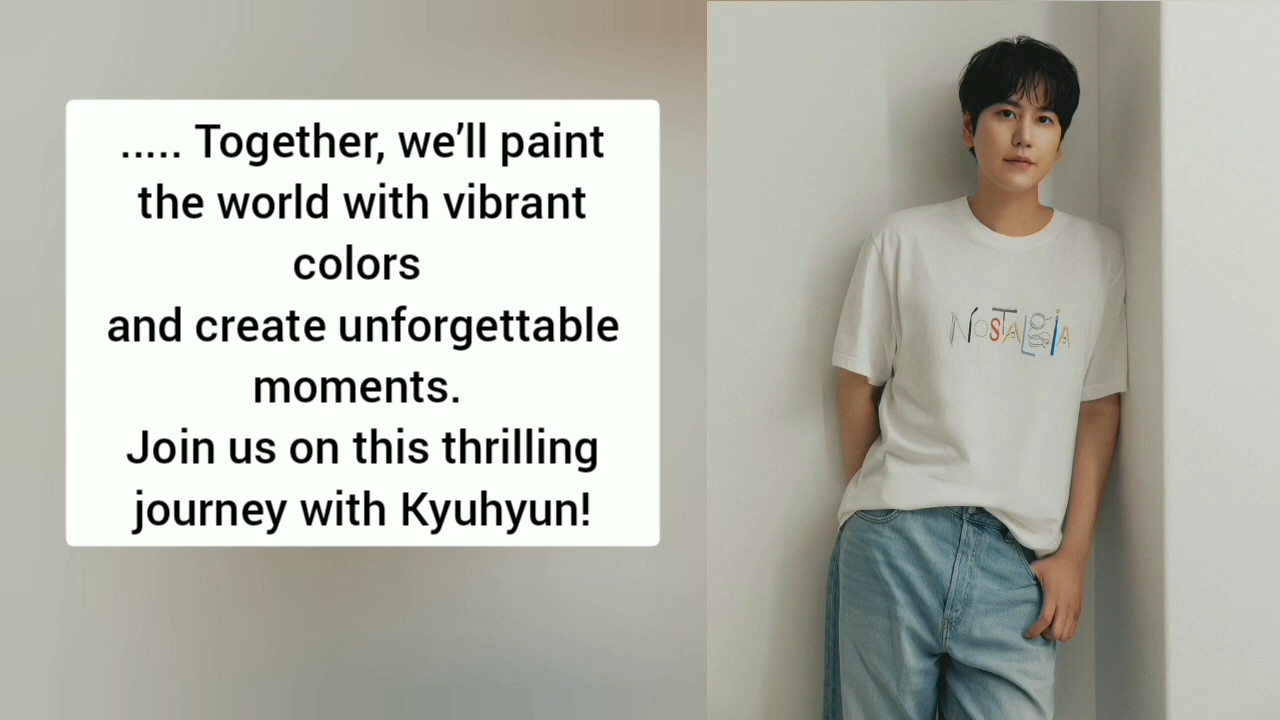 ..... Together, we’ll paint
the world with vibrant
colors
and create unforgettable
moments.
Join us on this thrilling
journey with Kyuhyun!
NOSTALGIA